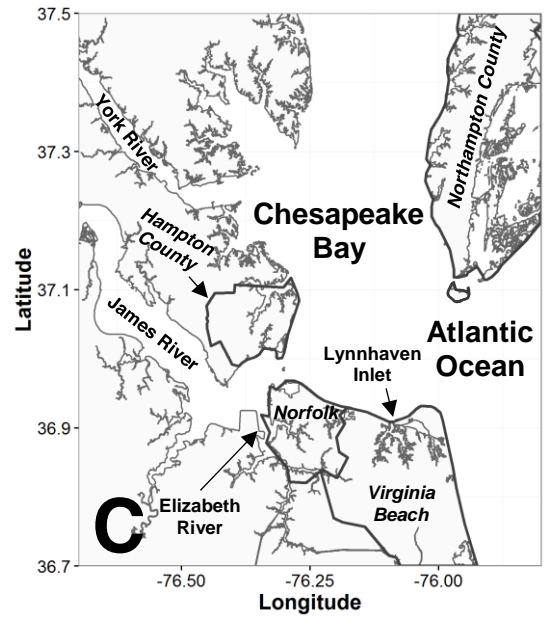 37.5
37.3
37.1
36.9
36.7
Latitude
York River
Northampton County
Chesapeake
Bay
Hampton
County
James River
Atlantic
Ocean
Lynnhaven
Inlet
Norfolk
Virginia
Beach
Elizabeth
River
C
-76.50
-76.25
-76.00
Longitude